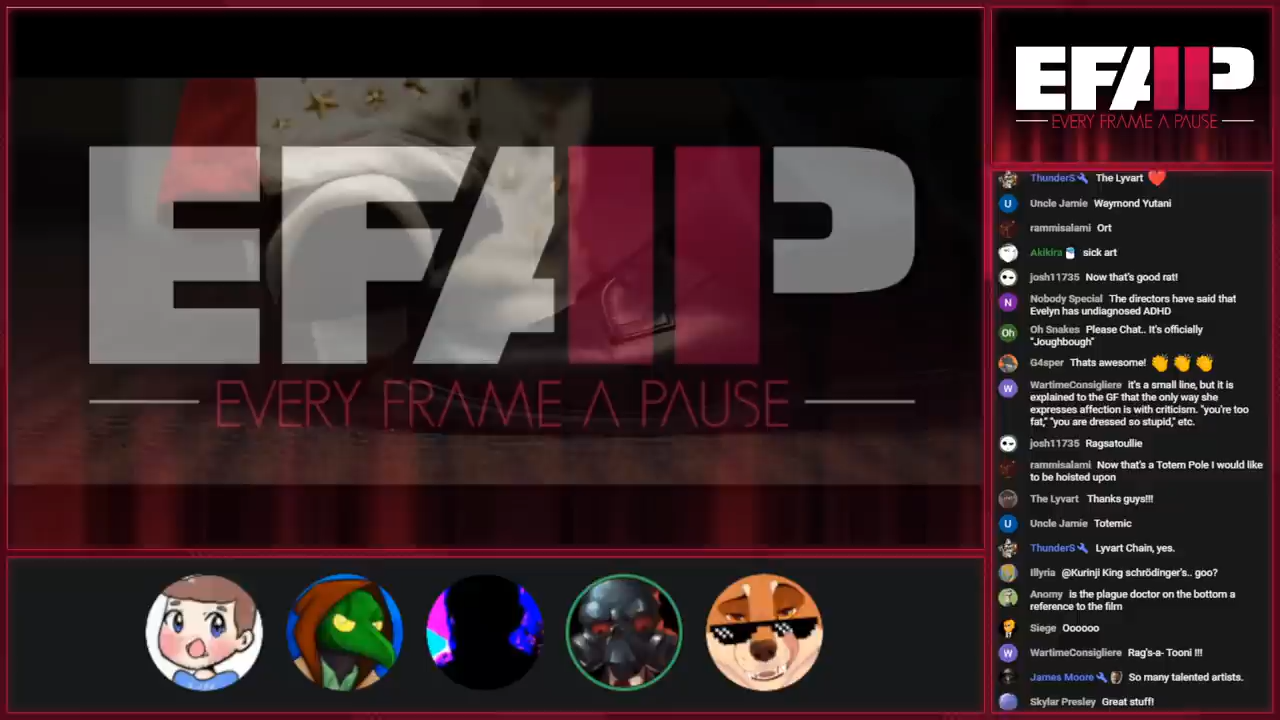 EFAP
EVERY FRAME A PAUSE
EFAP
EVERY FRAME A PAUSE
ThunderS The Lyvart
U Uncle Jamie Waymond Yutani
rammisalami Ort
Akikira sick art
josh11735 Now that's good rat!
N Nobody Special The directors have said that
Evelyn has undiagnosed ADHD
Oh Oh Snakes Please Chat.. It's officially
"Joughbough"
G4sper Thats awesome!
W WartimeConsigliere it's a small line, but it is
explained to the GF that the only way she
expresses affection is with criticism. "you're too
fat," "you are dressed so stupid," etc.
josh11735 Ragsatoullie
rammisalami Now that's a Totem Pole I would like
to be hoisted upon
The Lyvart Thanks guys!!!
U Uncle Jamie Totemic
ThunderS Lyvart Chain, yes.
Illyria @Kurinji King schrödinger's.. goo?
Anomy is the plague doctor on the bottom a
reference to the film
Siege Oooooo
W WartimeConsigliere Rag's-a- Tooni !!!
James Moore So many talented artists.
Skylar Presley Great stuff!